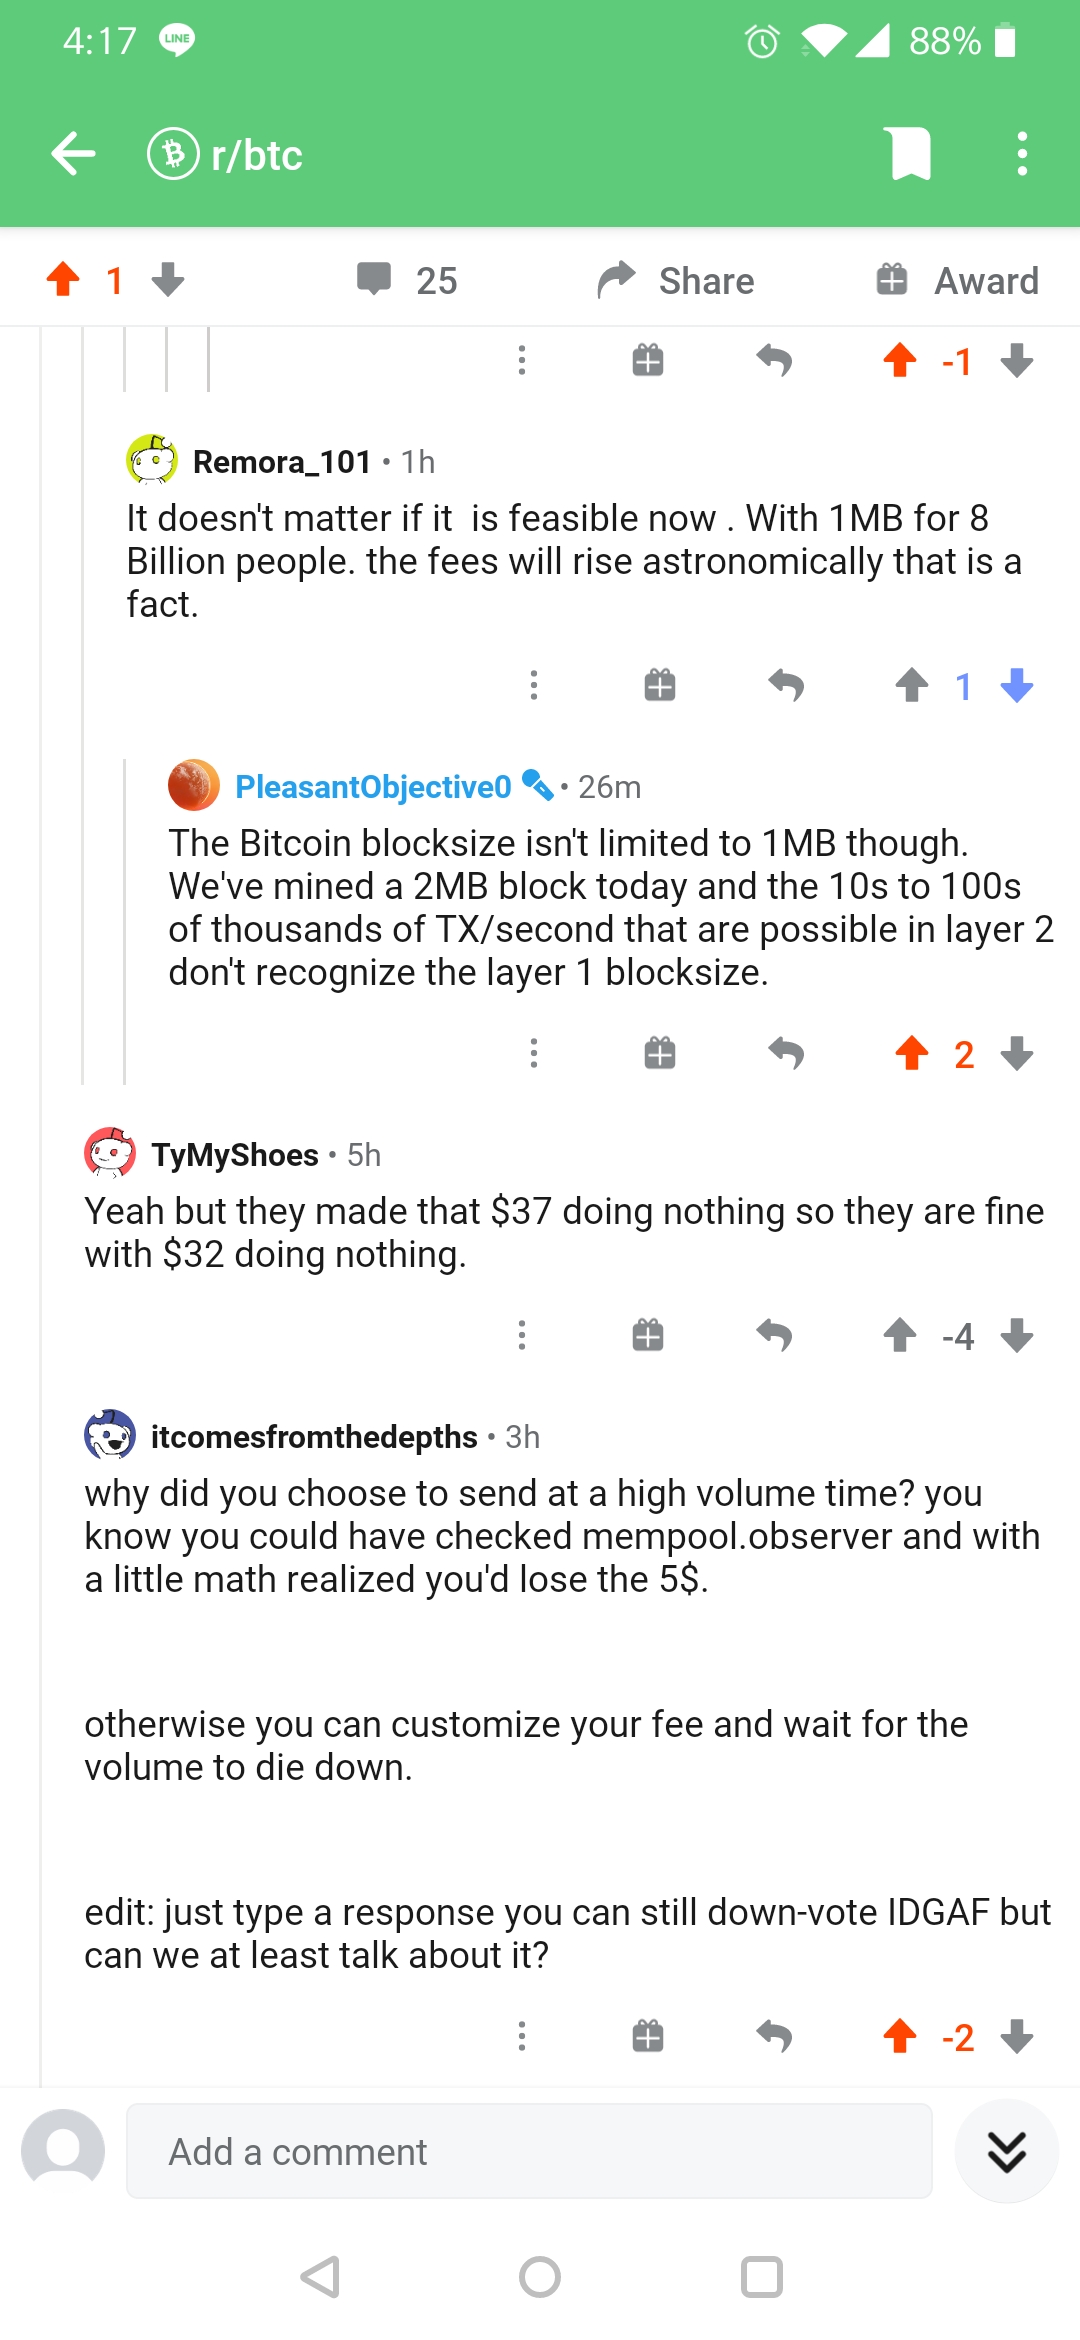 4:17 LINE 88%
r/btc
1 25 Share Award
-1
Remora_101 • 1h
It doesn't matter if it  is feasible now . With 1MB for 8
Billion people. the fees will rise astronomically that is a
fact.
1
PleasantObjective0 • 26m
The Bitcoin blocksize isn't limited to 1MB though.
We've mined a 2MB block today and the 10s to 100s
of thousands of TX/second that are possible in layer 2
don't recognize the layer 1 blocksize.
2
TyMyShoes • 5h
Yeah but they made that $37 doing nothing so they are fine
with $32 doing nothing.
-4
itcomesfromthedepths • 3h
why did you choose to send at a high volume time? you
know you could have checked mempool.observer and with
a little math realized you'd lose the 5$.
otherwise you can customize your fee and wait for the
volume to die down.
edit: just type a response you can still down-vote IDGAF but
can we at least talk about it?
-2
Add a comment